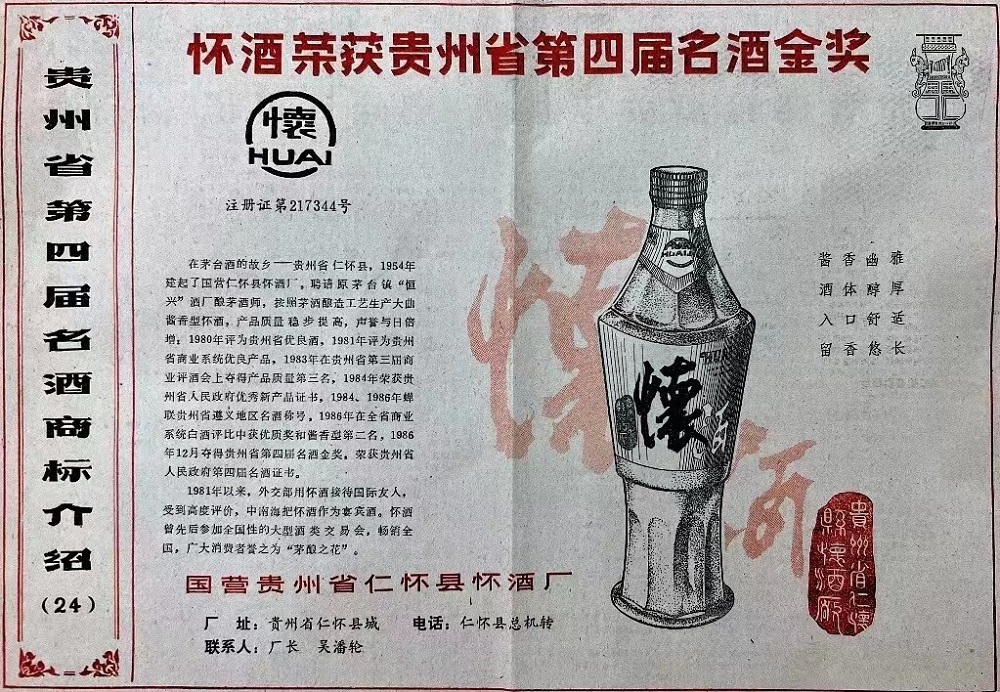 怀酒荣获贵州省第四届名酒金奖
贵州省第四届名酒商标介绍
(24)
懷
HUAI
注册证第217344号
在茅台酒的故乡——贵州省仁怀县，1954年
建起了国营仁怀县怀酒厂，聘请原茅台镇“恒
兴”酒厂酿茅酒师，按照茅酒酿造工艺生产大曲
酱香型怀酒，产品质量稳步提高，声誉与日倍
增：1980年评为贵州省优良酒，1981年评为贵州
省商业系统优良产品，1983年在贵州省第三届商
业评酒会上夺得产品质量第三名，1984年荣获贵
州省人民政府优秀新产品证书，1984、1986年蝉
联贵州省遵义地区名酒称号，1986年在全省商业
系统白酒评比中获优质奖和酱香型第二名，1986
年12月夺得贵州省第四届名酒金奖，荣获贵州省
人民政府第四届名酒证书。
1981年以来，外交部用怀酒接待国际友人，
受到高度评价，中南海把怀酒作为宴宾酒。怀酒
曾先后参加全国性的大型酒类交易会，畅销全
国，广大消费者誉之为“茅酿之花”。
国营贵州省仁怀县怀酒厂
厂　址：贵州省仁怀县城　电话：仁怀县总机转
联系人：厂长　吴潘轮
懷酒
HUAI
HUAI
懷酒
酱香幽雅
酒体醇厚
入口舒适
留香悠长
貴州省仁懷
縣懷酒厰